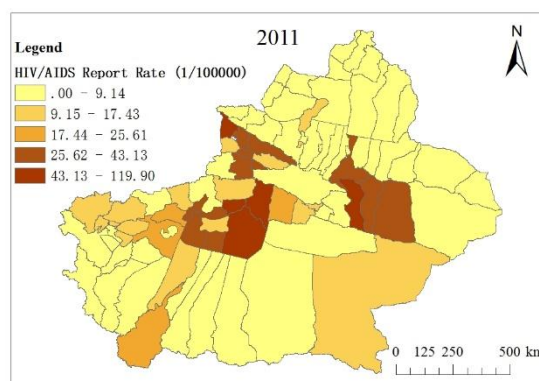 2011
N
Legend
HIV/AIDS Report Rate (1/100000)
.00 - 9.14
9.15 - 17.43
17.44 - 25.61
25.62 - 43.13
43.13 - 119.90
0 125 250 500 km